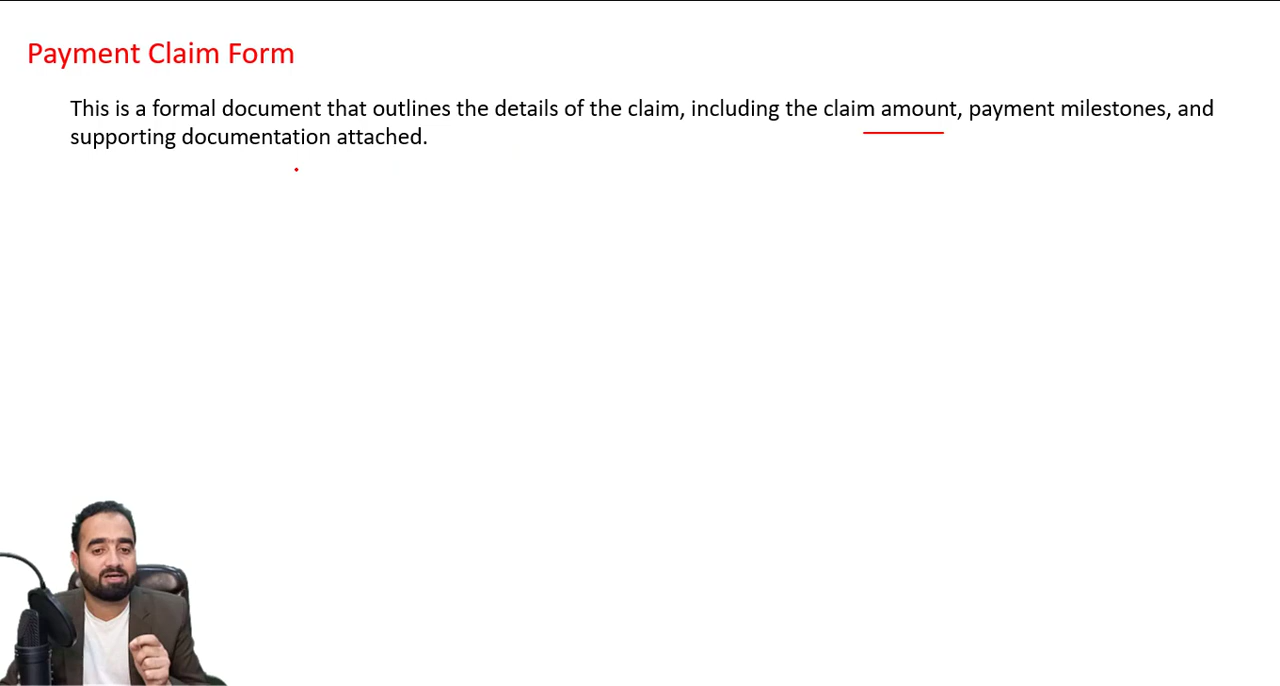 Payment Claim Form
This is a formal document that outlines the details of the claim, including the claim amount, payment milestones, and
supporting documentation attached.